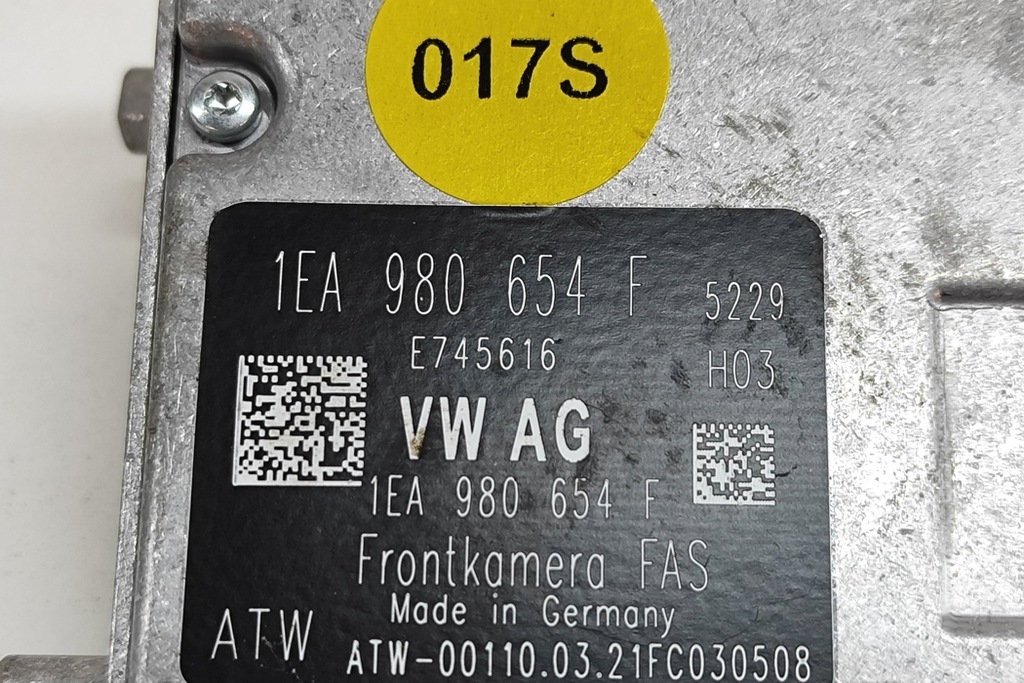 017S
1EA 980 654 F 5229
E745616 H03
VW AG
1EA 980 654 F
Frontkamera FAS
Made in Germany
ATW ATW-00110.03.21FC030508